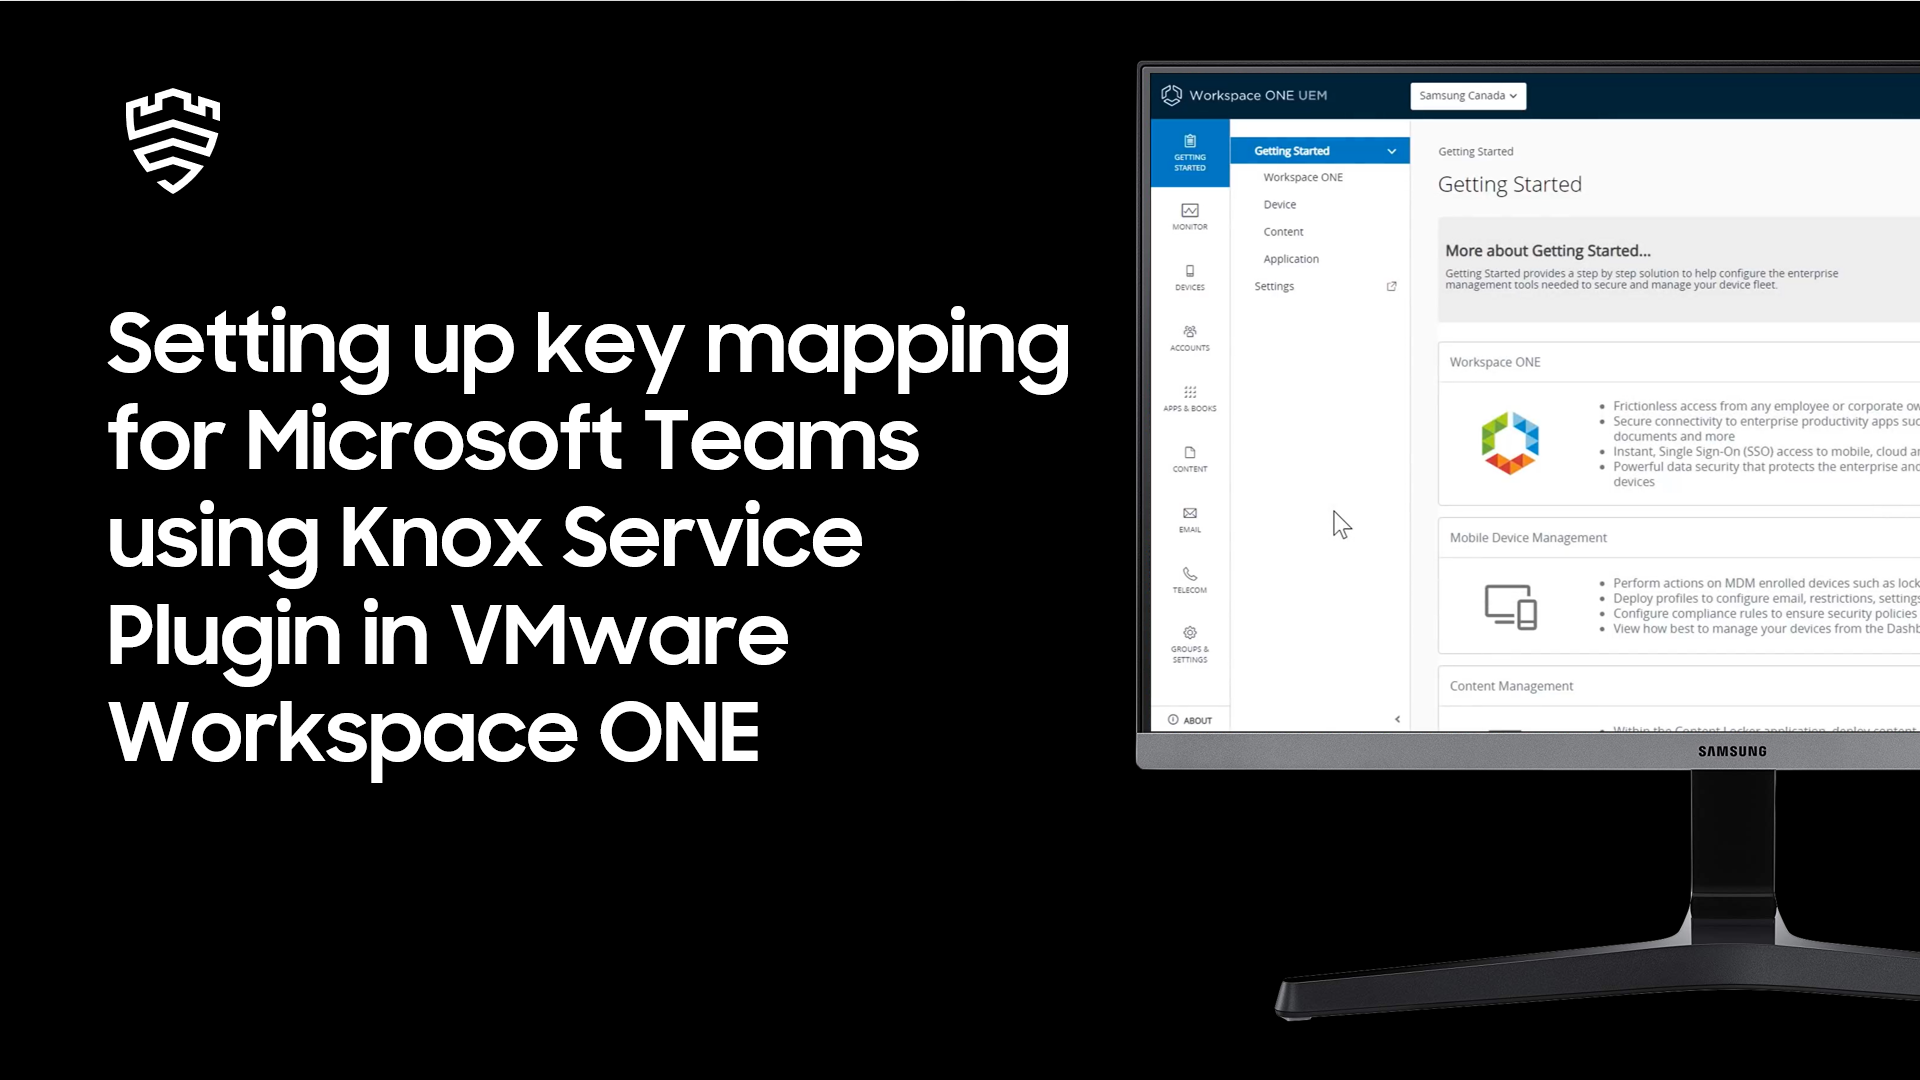 Setting up key mapping
for Microsoft Teams
using Knox Service
Plugin in VMware
Workspace ONE
Workspace ONE UEM
Samsung Canada
GETTING
STARTED
MONITOR
DEVICES
ACCOUNTS
APPS & BOOKS
CONTENT
EMAIL
TELECOM
GROUPS &
SETTINGS
ABOUT
Getting Started
Workspace ONE
Device
Content
Application
Settings
Getting Started
Getting Started
More about Getting Started...
Getting Started provides a step by step solution to help configure the enterprise
management tools needed to secure and manage your device fleet.
Workspace ONE
Frictionless access from any employee or corporate
Secure connectivity to enterprise productivity apps
documents and more
Instant, Single Sign-On (SSO) access to mobile, cloud
Powerful data security that protects the enterprise
devices
Mobile Device Management
Perform actions on MDM enrolled devices such as
Deploy profiles to configure email, restrictions, settings
Configure compliance rules to ensure security policies
View how best to manage your devices from the
Content Management
Within the Content Locker application, deploy content
SAMSUNG